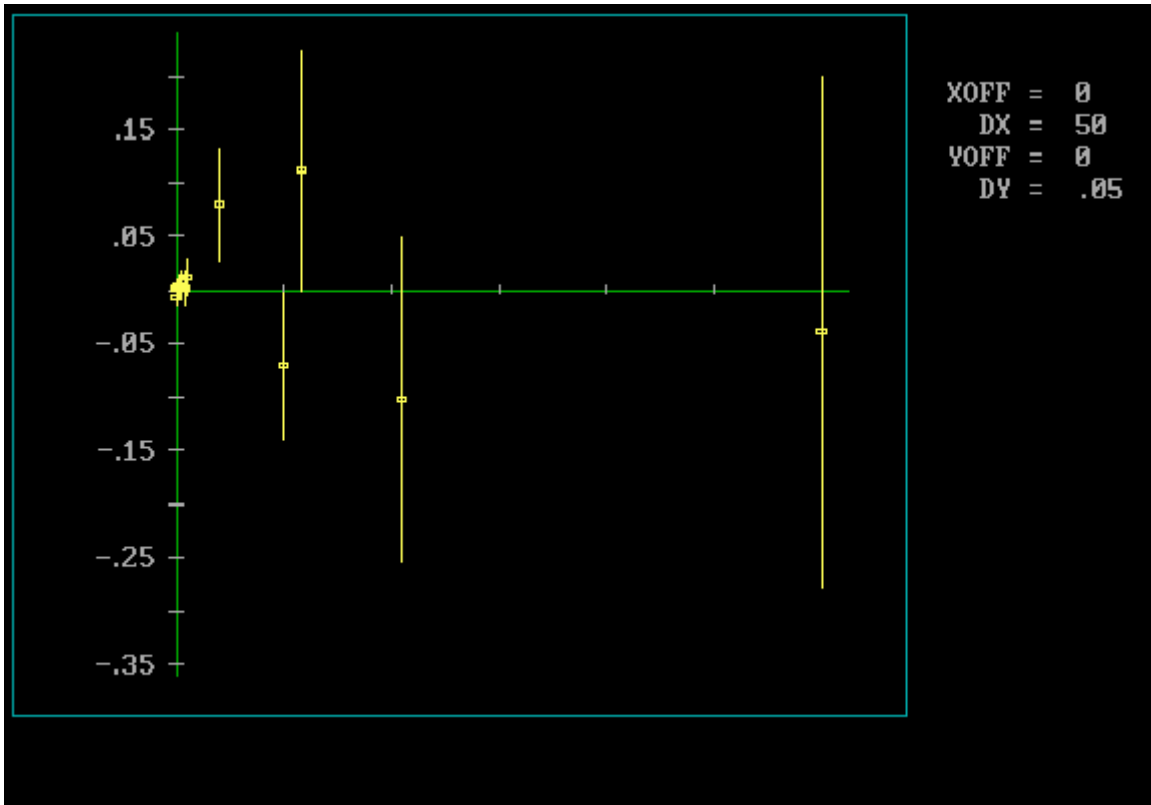 .15
.05
-.05
-.15
-.25
-.35
XOFF = 0
DX = 50
YOFF = 0
DY = .05